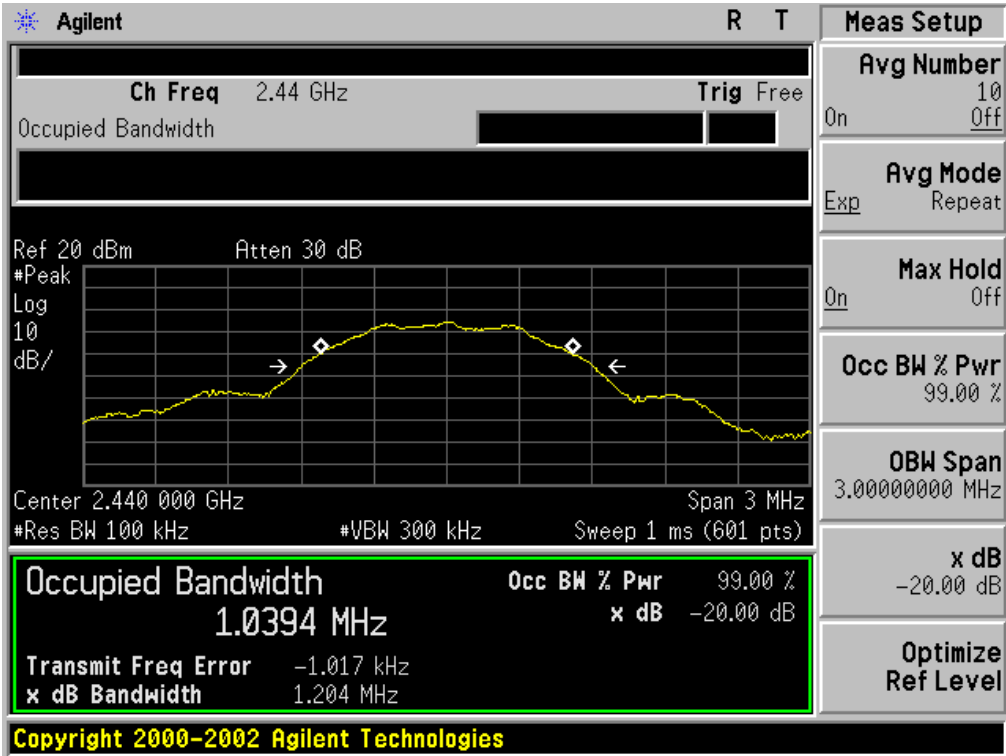 Agilent R T
Ch Freq 2.44 GHz Trig Free
Occupied Bandwidth
Ref 20 dBm Atten 30 dB
#Peak
Log
10
dB/
Center 2.440 000 GHz Span 3 MHz
#Res BW 100 kHz #VBW 300 kHz Sweep 1 ms (601 pts)
Occupied Bandwidth
1.0394 MHz
Occ BW % Pwr 99.00 %
x dB -20.00 dB
Transmit Freq Error -1.017 kHz
x dB Bandwidth 1.204 MHz
Copyright 2000-2002 Agilent Technologies
Meas Setup
Avg Number
10
On Off
Avg Mode
Exp Repeat
Max Hold
On Off
Occ BW % Pwr
99.00 %
OBW Span
3.00000000 MHz
x dB
-20.00 dB
Optimize
Ref Level